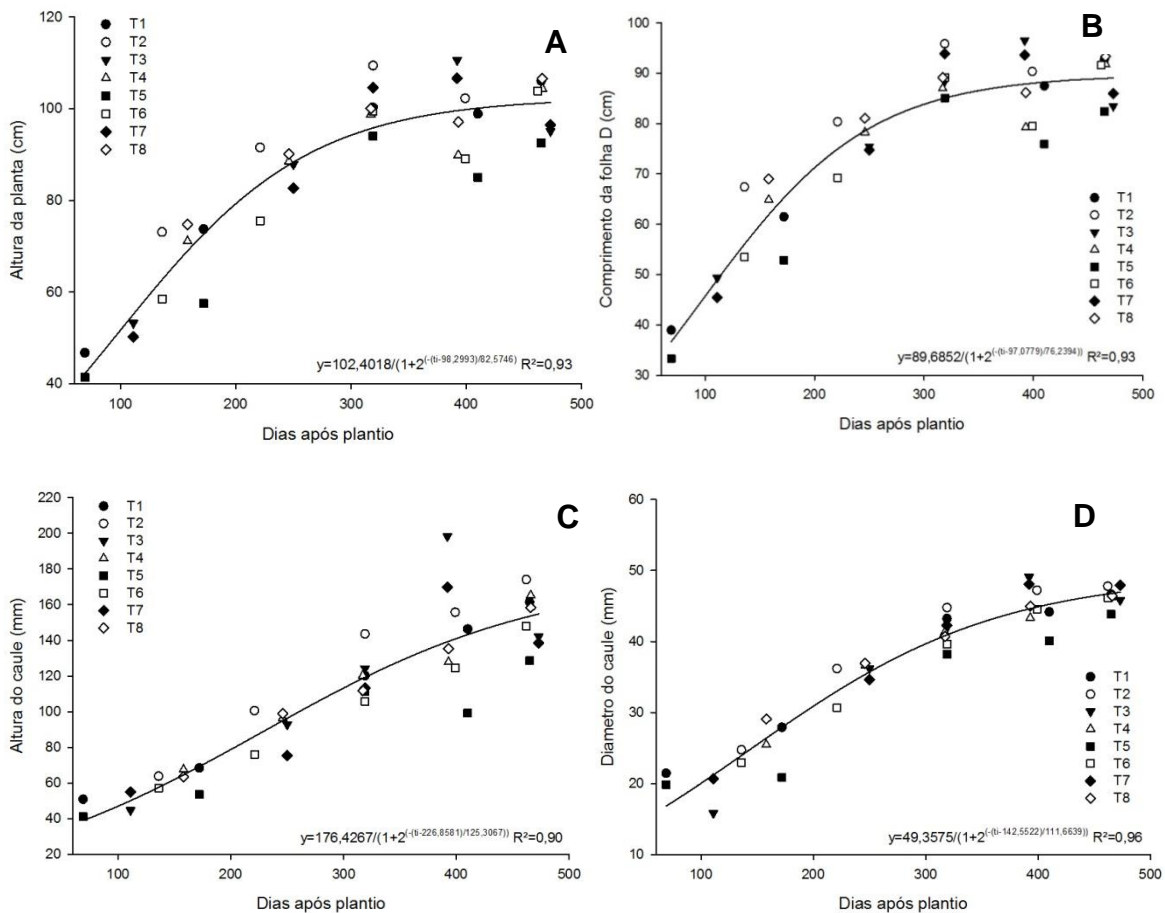 A
Altura da planta (cm)
120
100
80
60
40
T1
T2
T3
T4
T5
T6
T7
T8
y=102,4018/(1+2^(-(ti-98,2993)/82,5746) R²=0,93
100 200 300 400 500
Dias após plantio
B
Comprimento da folha D (cm)
100
90
80
70
60
50
40
30
T1
T2
T3
T4
T5
T6
T7
T8
y=89,6852/(1+2^(-(ti-97,0779)/76,2394)) R²=0,93
100 200 300 400 500
Dias após plantio
C
Altura do caule (mm)
220
200
180
160
140
120
100
80
60
40
20
T1
T2
T3
T4
T5
T6
T7
T8
y=176,4267/(1+2^(-(ti-226,8581)/125,3067)) R²=0,90
100 200 300 400 500
Dias após plantio
D
Diametro do caule (mm)
60
50
40
30
20
10
T1
T2
T3
T4
T5
T6
T7
T8
y=49,3575/(1+2^(-(ti-142,5522)/111,6639)) R²=0,96
100 200 300 400 500
Dias após plantio